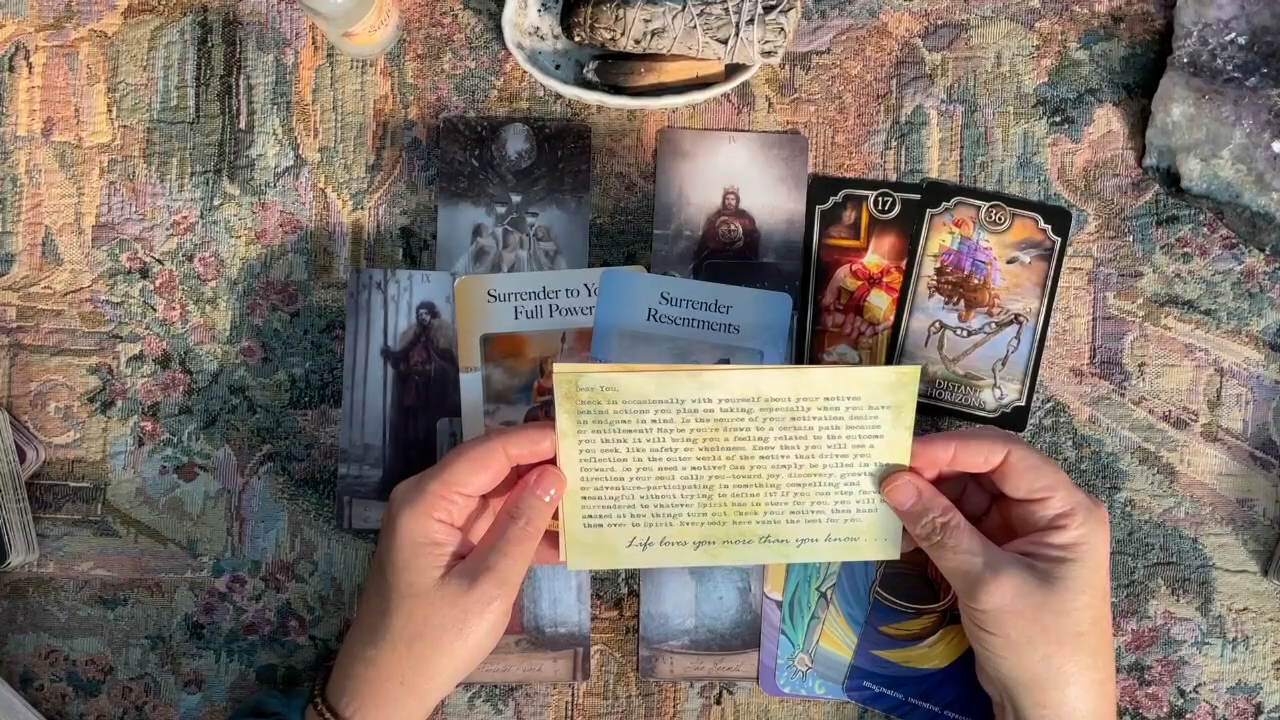 IV
17
36
IX
Surrender to
Full Power
Surrender
Resentments
DISTANT
HORIZONS
Dear You,
Check in occasionally with yourself about your motives
behind actions you plan on taking, especially when you have
an endgame in mind. Is the source of your motivation desire
or entitlement? Maybe you're drawn to a certain path because
you think it will bring you a feeling related to the outcome
you seek, like safety or wholeness. Know that you will see a
reflection in the outer world of the motive that drives you
forward. Do you need a motive? Can you simply be pulled in the
direction your soul calls you—toward joy, discovery, growth,
or adventure—participating in something compelling and
meaningful without trying to define it? If you can step
surrendered to whatever Spirit has in store for you, you will
amazed at how things turn out. Check your motives, then hand
them over to Spirit. Everybody here wants the best for you.
Life loves you more than you know . . .
The
imaginative, inventive,